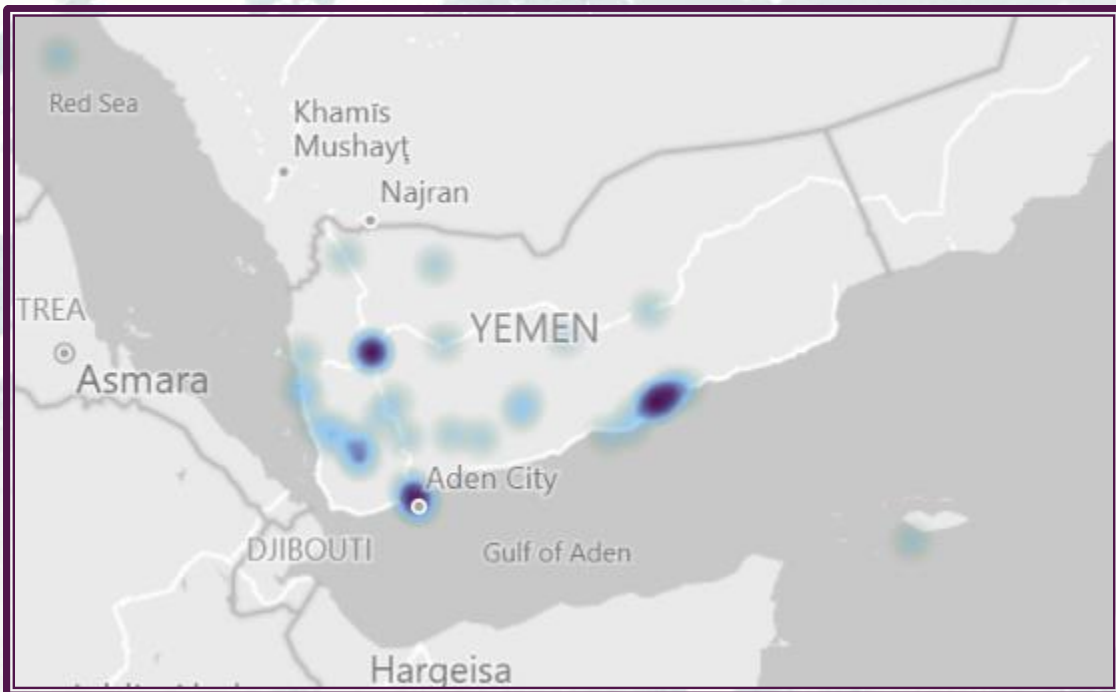 Red Sea
Khamīs
Mushayţ
Najran
TREA
YEMEN
Asmara
Aden City
DJIBOUTI
Gulf of Aden
Hargeisa